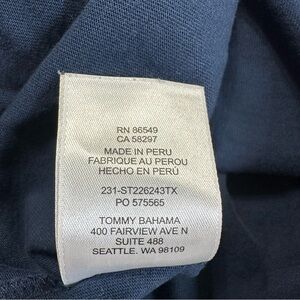 RN 86549
CA 58297
MADE IN PERU
FABRIQUE AU PEROU
HECHO EN PERÚ
231-ST226243TX
PO 575565
TOMMY BAHAMA
400 FAIRVIEW AVE N
SUITE 488
SEATTLE, WA 98109